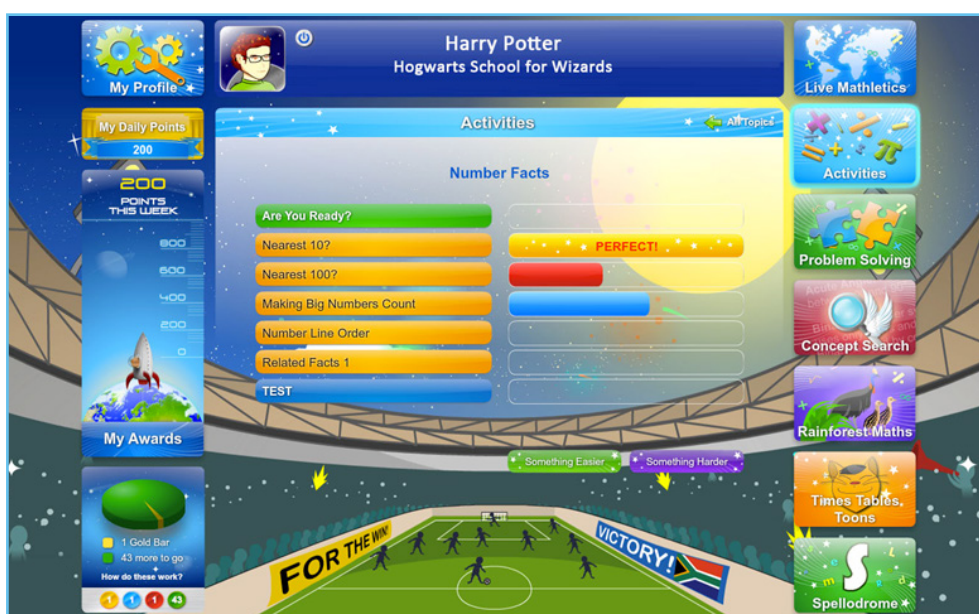 My Profile
Harry Potter
Hogwarts School for Wizards
Live Mathletics
My Daily Points
200
200
POINTS
THIS WEEK
800
600
400
200
0
My Awards
1 Gold Bar
43 more to go
How do these work?
1 1 1 43
Activities
All Topics
Number Facts
Are You Ready?
Nearest 10?
PERFECT!
Nearest 100?
Making Big Numbers Count
Number Line Order
Related Facts 1
TEST
Something Easier
Something Harder
FOR THE WIN!
VICTORY!
Activities
Problem Solving
Concept Search
Rainforest Maths
Times Tables,
Toons
S
Spellodrome